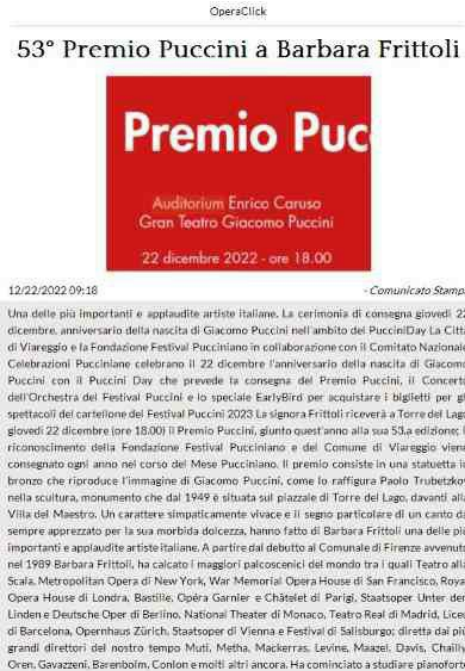 OperaClick
53° Premio Puccini a Barbara Frittoli
Premio Puc
Auditorium Enrico Caruso
Gran Teatro Giacomo Puccini
22 dicembre 2022 - ore 18.00
12/22/2022 09:18
- Comunicato Stampa
Una delle più importanti e applaudite artiste italiane. La cerimonia di consegna giovedì 22
dicembre, anniversario della nascita di Giacomo Puccini nell'ambito del PucciniDay La Citt
di Viareggio e la Fondazione Festival Pucciniano in collaborazione con il Comitato Nazionale
Celebrazioni Pucciniane celebrano il 22 dicembre l'anniversario della nascita di Giacomo
Puccini con il Puccini Day che prevede la consegna del Premio Puccini, il Concerto
dell'Orchestra del Festival Puccini e lo speciale EarlyBird per acquistare i biglietti per gl
spettacoli del cartellone del Festival Puccini 2023 La signora Frittoli riceverà a Torre del Lago
giovedì 22 dicembre (ore 18.00) il Premio Puccini, giunto quest'anno alla sua 53.a edizione; i
riconoscimento della Fondazione Festival Pucciniano e del Comune di Viareggio viene
consegnato ogni anno nel corso del Mese Pucciniano. Il premio consiste in una statuetta in
bronzo che riproduce l'immagine di Giacomo Puccini, come lo raffigura Paolo Trubetzkov
nella scultura, monumento che dal 1949 è situata sul piazzale di Torre del Lago, davanti alla
Villa del Maestro. Un carattere simpaticamente vivace e il segno particolare di un canto da
sempre apprezzato per la sua morbida dolcezza, hanno fatto di Barbara Frittoli una delle più
importanti e applaudite artiste italiane. A partire dal debutto al Comunale di Firenze avvenuto
nel 1989 Barbara Frittoli, ha calcato i maggiori palcoscenici del mondo tra i quali Teatro alla
Scala, Metropolitan Opera di New York, War Memorial Opera House di San Francisco, Royal
Opera House di Londra, Bastille, Opéra Garnier e Châtelet di Parigi, Staatsoper Unter den
Linden e Deutsche Oper di Berlino, National Theater di Monaco, Teatro Real di Madrid, Liceu
di Barcelona, Opernhaus Zürich, Staatsoper di Vienna e Festival di Salisburgo; diretta dai più
grandi direttori del nostro tempo Muti, Metha, Mackerras, Levine, Maazel, Davis, Chailly,
Oren, Gavazzeni, Barenboim, Conlon e molti altri ancora. Ha cominciato a studiare pianofor